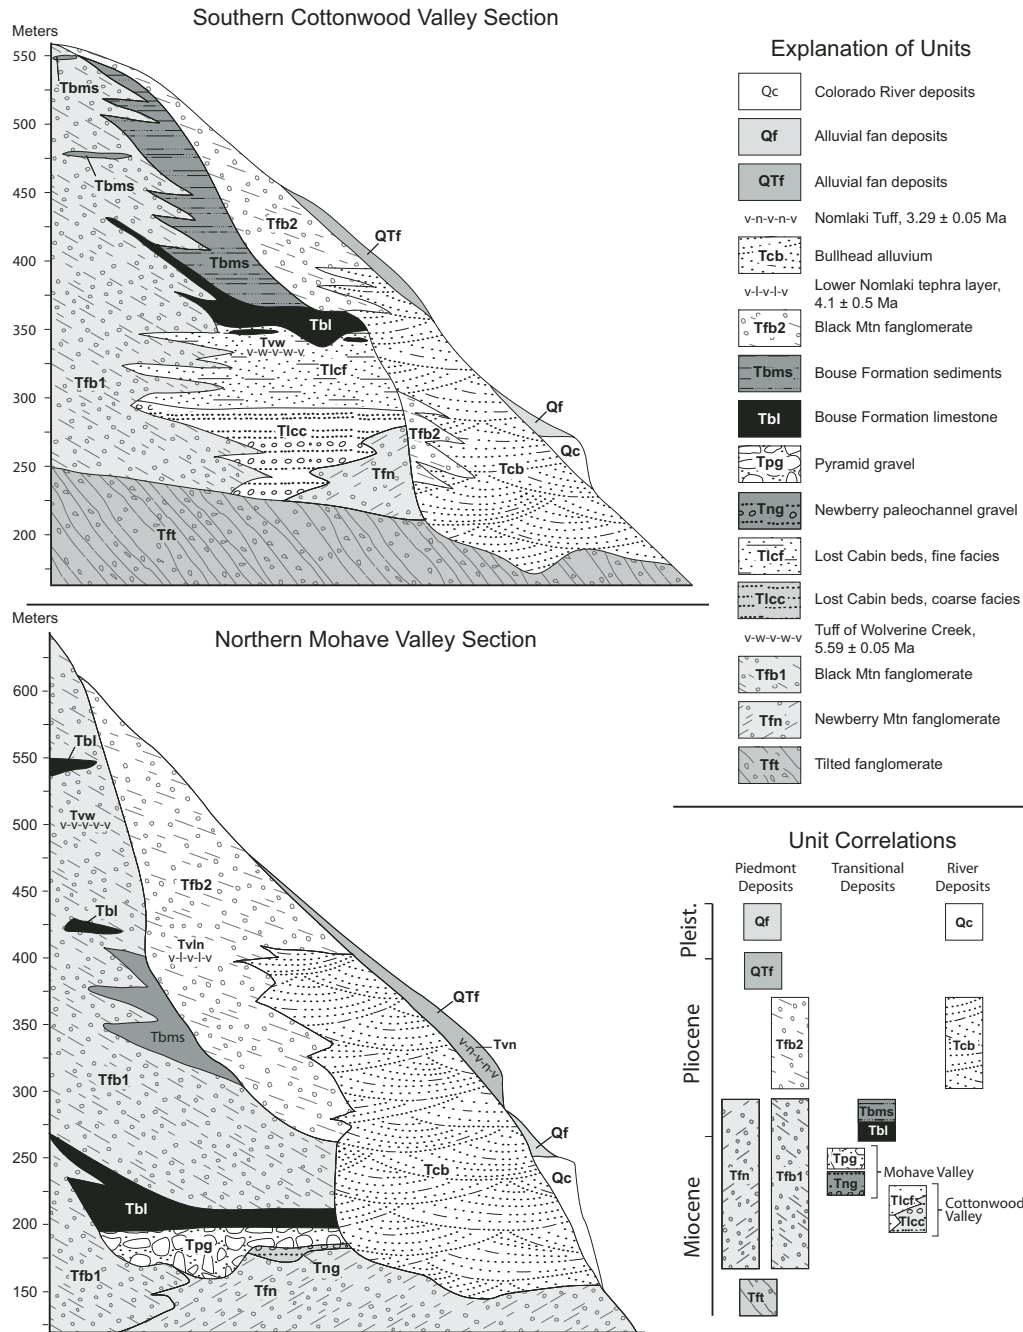 Southern Cottonwood Valley Section
Meters
550
500
450
400
350
300
250
200
Tbms
Tbms
Tfb2
QTf
Tbms
Tbl
Tvw
v-w-v-w-v
Tlcf
Tfb1
Qf
Tlcc
Tfb2
Qc
Tfn
Tcb
Tft
Meters
Northern Mohave Valley Section
600
550
500
450
400
350
300
250
200
150
Tbl
Tvw
v-v-v-v-v
Tfb2
Tbl
Tvln
v-l-v-l-v
QTf
Tbms
Tvn
v-n-v-n-v
Tfb1
Qf
Tcb
Qc
Tbl
Tpg
Tng
Tfb1
Tfn
Explanation of Units
Qc Colorado River deposits
Qf Alluvial fan deposits
QTf Alluvial fan deposits
v-n-v-n-v Nomlaki Tuff, 3.29 ± 0.05 Ma
Tcb Bullhead alluvium
v-l-v-l-v Lower Nomlaki tephra layer,
4.1 ± 0.5 Ma
Tfb2 Black Mtn fanglomerate
Tbms Bouse Formation sediments
Tbl Bouse Formation limestone
Tpg Pyramid gravel
Tng Newberry paleochannel gravel
Tlcf Lost Cabin beds, fine facies
Tlcc Lost Cabin beds, coarse facies
v-w-v-w-v Tuff of Wolverine Creek,
5.59 ± 0.05 Ma
Tfb1 Black Mtn fanglomerate
Tfn Newberry Mtn fanglomerate
Tft Tilted fanglomerate
Unit Correlations
Piedmont Deposits
Transitional Deposits
River Deposits
Pleist.
Pliocene
Miocene
Qf
Qc
QTf
Tfb2
Tcb
Tbms
Tbl
Tpg
Tng
Mohave Valley
Tfn
Tfb1
Tlcf
Tlcc
Cottonwood
Valley
Tft